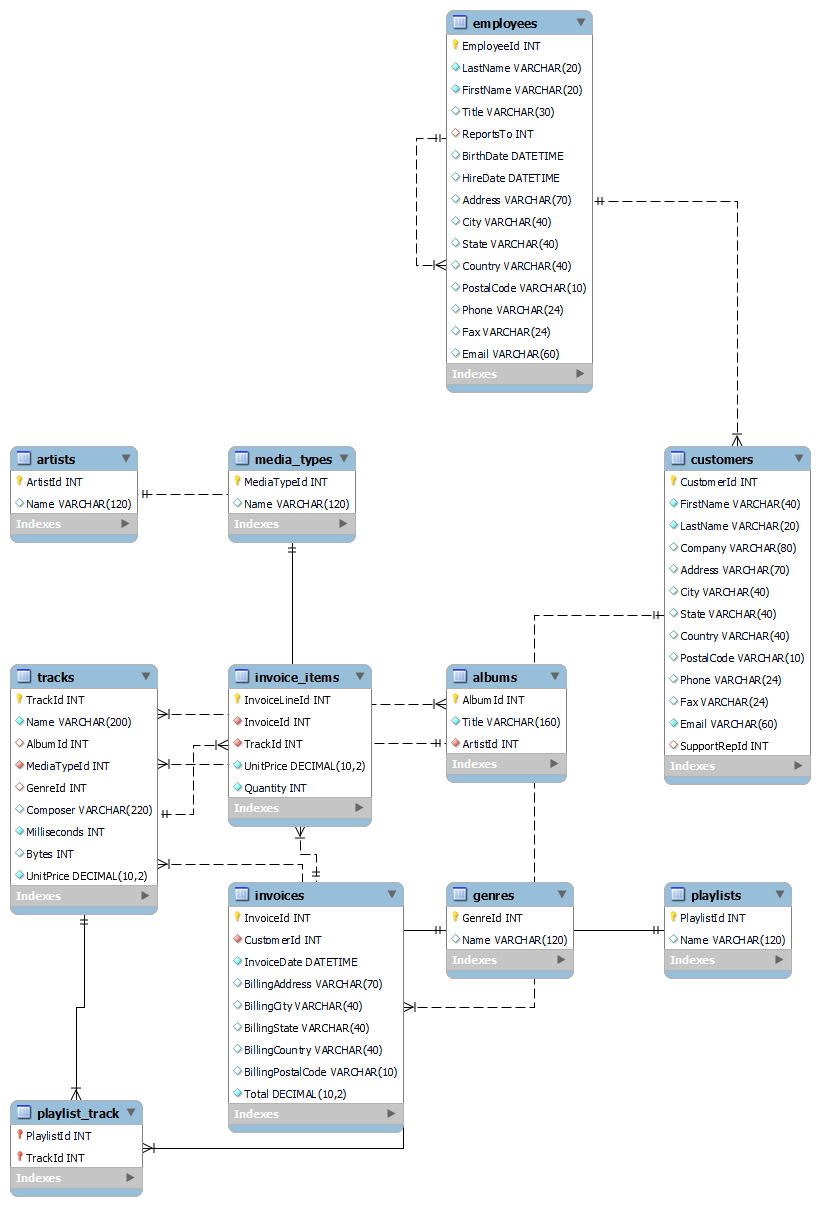 employees
EmployeeId INT
LastName VARCHAR(20)
FirstName VARCHAR(20)
Title VARCHAR(30)
ReportsTo INT
BirthDate DATETIME
HireDate DATETIME
Address VARCHAR(70)
City VARCHAR(40)
State VARCHAR(40)
Country VARCHAR(40)
PostalCode VARCHAR(10)
Phone VARCHAR(24)
Fax VARCHAR(24)
Email VARCHAR(60)
Indexes
artists
ArtistId INT
Name VARCHAR(120)
Indexes
media_types
MediaTypeId INT
Name VARCHAR(120)
Indexes
customers
CustomerId INT
FirstName VARCHAR(40)
LastName VARCHAR(20)
Company VARCHAR(80)
Address VARCHAR(70)
City VARCHAR(40)
State VARCHAR(40)
Country VARCHAR(40)
PostalCode VARCHAR(10)
Phone VARCHAR(24)
Fax VARCHAR(24)
Email VARCHAR(60)
SupportRepId INT
Indexes
tracks
TrackId INT
Name VARCHAR(200)
AlbumId INT
MediaTypeId INT
GenreId INT
Composer VARCHAR(220)
Milliseconds INT
Bytes INT
UnitPrice DECIMAL(10,2)
Indexes
invoice_items
InvoiceLineId INT
InvoiceId INT
TrackId INT
UnitPrice DECIMAL(10,2)
Quantity INT
Indexes
albums
AlbumId INT
Title VARCHAR(160)
ArtistId INT
Indexes
invoices
InvoiceId INT
CustomerId INT
InvoiceDate DATETIME
BillingAddress VARCHAR(70)
BillingCity VARCHAR(40)
BillingState VARCHAR(40)
BillingCountry VARCHAR(40)
BillingPostalCode VARCHAR(10)
Total DECIMAL(10,2)
Indexes
genres
GenreId INT
Name VARCHAR(120)
Indexes
playlists
PlaylistId INT
Name VARCHAR(120)
Indexes
playlist_track
PlaylistId INT
TrackId INT
Indexes